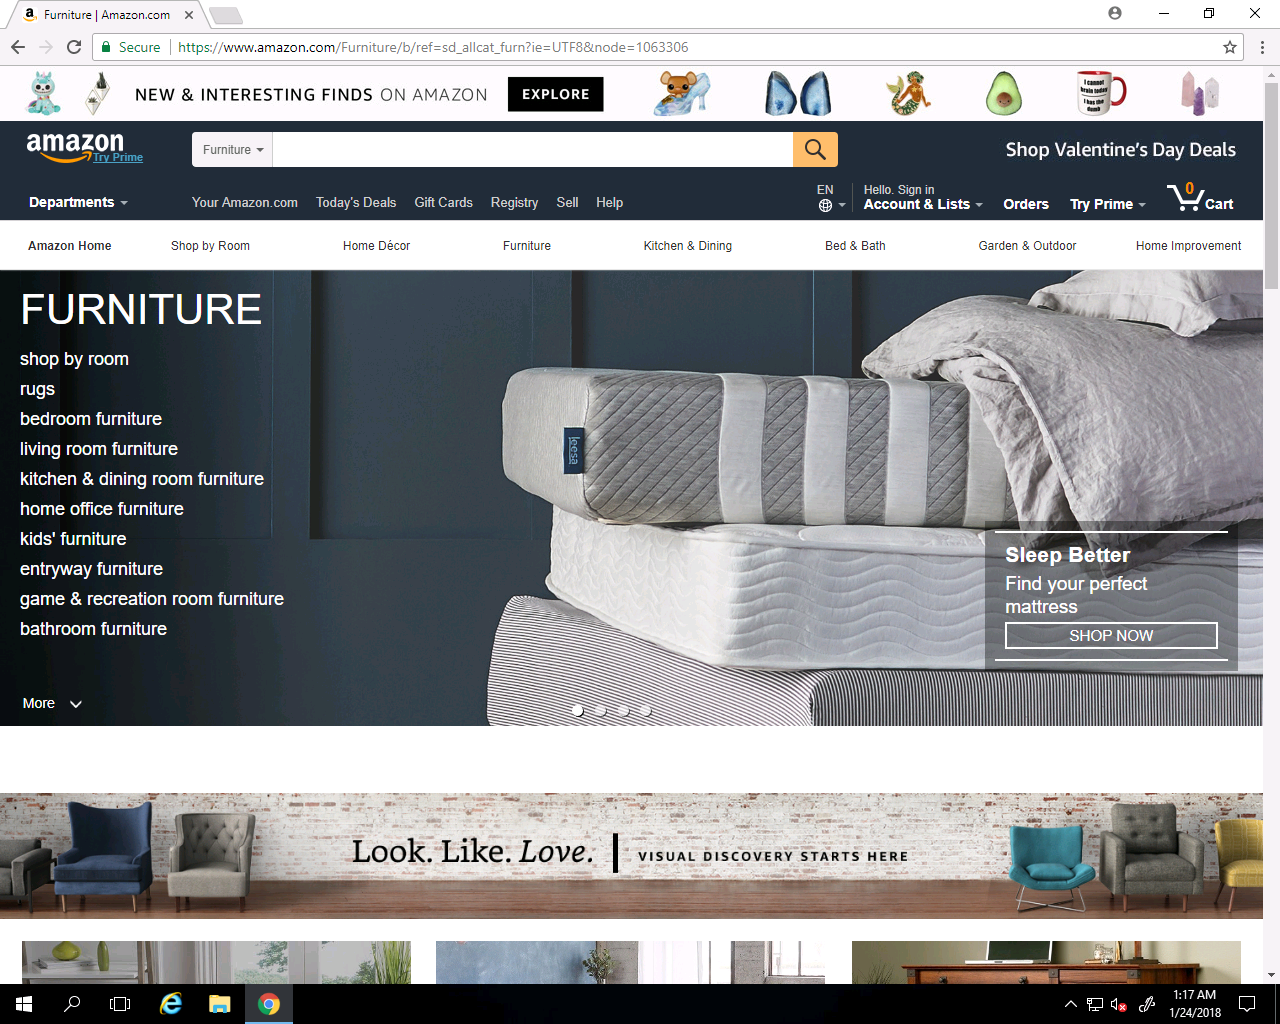 Furniture | Amazon.com
Secure https://www.amazon.com/Furniture/b/ref=sd_allcat_furn?ie=UTF8&node=1063306
NEW & INTERESTING FINDS ON AMAZON EXPLORE
I cannot brain today
I has the dumb
amazon
Try Prime
Furniture
Shop Valentine's Day Deals
Departments
Your Amazon.com Today's Deals Gift Cards Registry Sell Help
EN
Hello. Sign in
Account & Lists
Orders
Try Prime
0
Cart
Amazon Home Shop by Room Home Décor Furniture Kitchen & Dining Bed & Bath Garden & Outdoor Home Improvement
FURNITURE
shop by room
rugs
bedroom furniture
living room furniture
kitchen & dining room furniture
home office furniture
kids' furniture
entryway furniture
game & recreation room furniture
bathroom furniture
More
leesa
Sleep Better
Find your perfect
mattress
SHOP NOW
Look. Like. Love. VISUAL DISCOVERY STARTS HERE
1:17 AM
1/24/2018